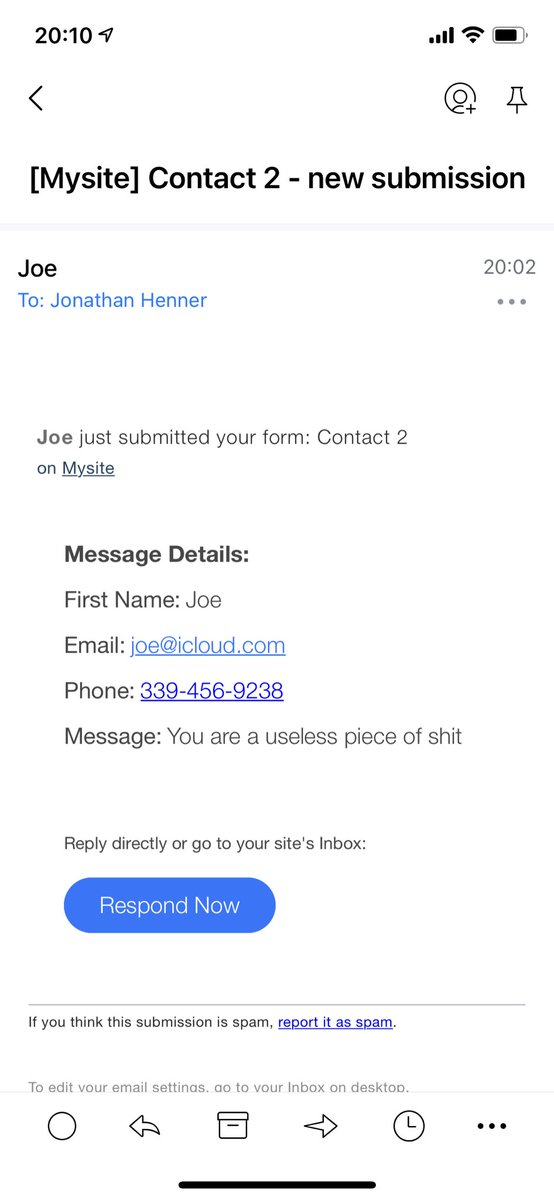 20:10
[Mysite] Contact 2 - new submission
Joe
20:02
To: Jonathan Henner
Joe just submitted your form: Contact 2
on Mysite
Message Details:
First Name: Joe
Email: joe@icloud.com
Phone: 339-456-9238
Message: You are a useless piece of shit
Reply directly or go to your site's Inbox:
Respond Now
If you think this submission is spam, report it as spam.
To edit your email settings, go to your Inbox on desktop.